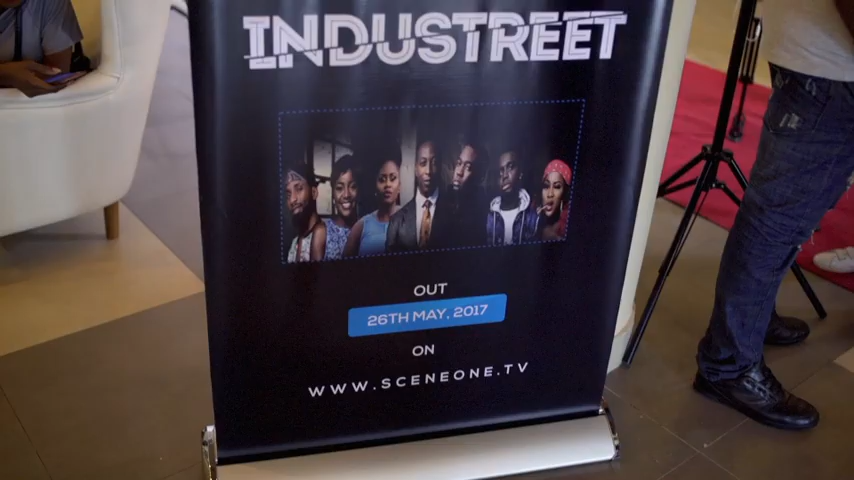 INDUSTREET
OUT
26TH MAY, 2017
ON
WWW.SCENEONE.TV